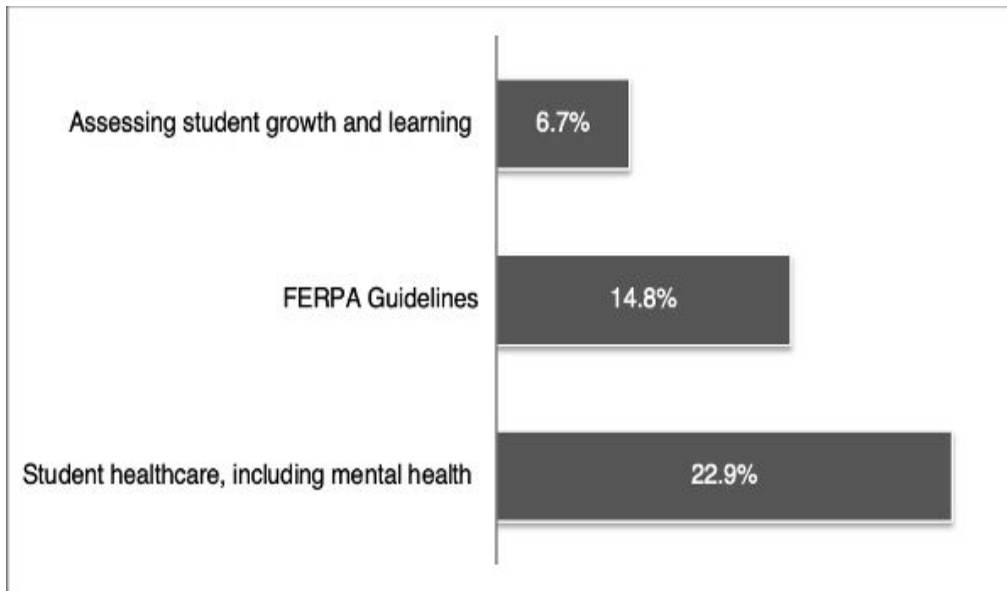 Assessing student growth and learning 6.7%
FERPA Guidelines 14.8%
Student healthcare, including mental health 22.9%